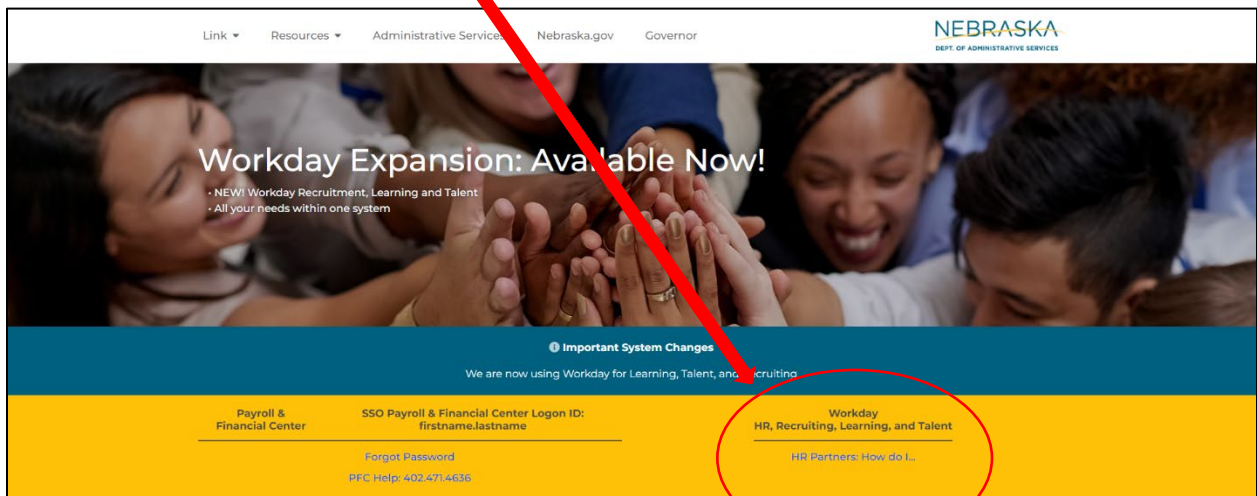 Link
Resources
Administrative Services
Nebraska.gov
Governor
NEBRASKA
DEPT. OF ADMINISTRATIVE SERVICES
Workday Expansion: Available Now!
• NEW! Workday Recruitment, Learning and Talent
• All your needs within one system
Important System Changes
We are now using Workday for Learning, Talent, and Recruiting
Payroll &
Financial Center
SSO Payroll & Financial Center Logon ID:
firstname.lastname
Forgot Password
PFC Help: 402.471.4636
Workday
HR, Recruiting, Learning, and Talent
HR Partners: How do I...